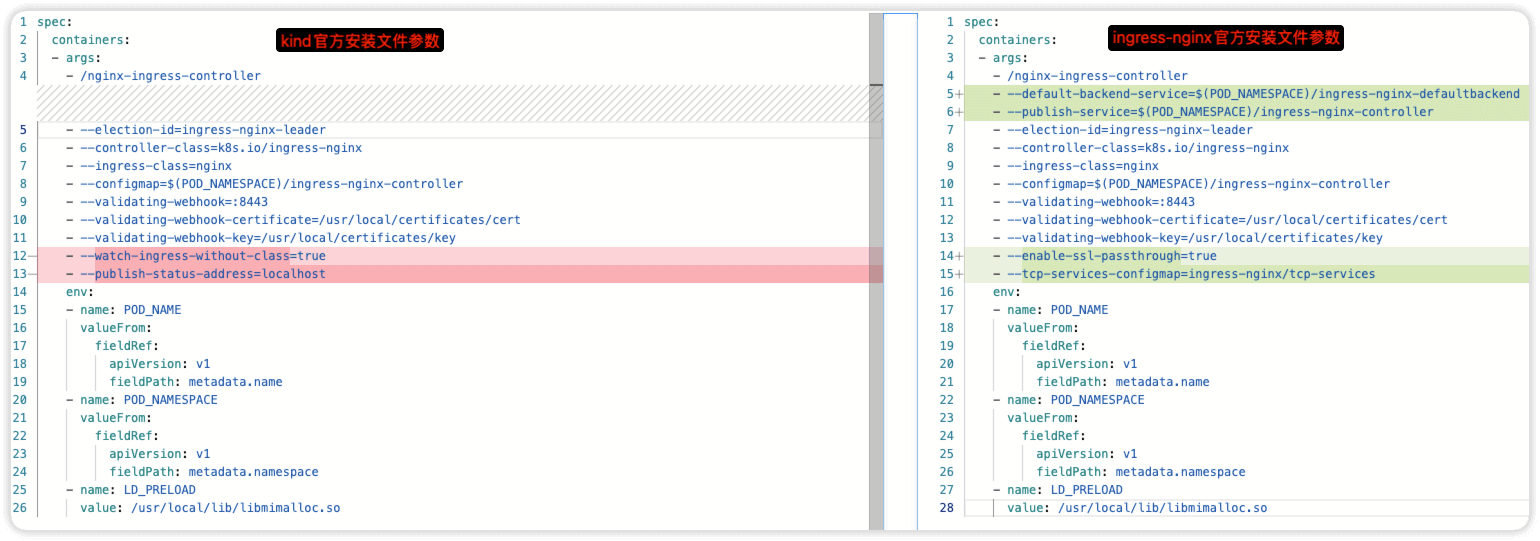 kind官方安装文件参数
1 spec:
2 containers:
3 - args:
4 - /nginx-ingress-controller
5 - --election-id=ingress-nginx-leader
6 - --controller-class=k8s.io/ingress-nginx
7 - --ingress-class=nginx
8 - --configmap=$(POD_NAMESPACE)/ingress-nginx-controller
9 - --validating-webhook=:8443
10 - --validating-webhook-certificate=/usr/local/certificates/cert
11 - --validating-webhook-key=/usr/local/certificates/key
12- - --watch-ingress-without-class=true
13- - --publish-status-address=localhost
14 env:
15 - name: POD_NAME
16 valueFrom:
17 fieldRef:
18 apiVersion: v1
19 fieldPath: metadata.name
20 - name: POD_NAMESPACE
21 valueFrom:
22 fieldRef:
23 apiVersion: v1
24 fieldPath: metadata.namespace
25 - name: LD_PRELOAD
26 value: /usr/local/lib/libmimalloc.so
ingress-nginx官方安装文件参数
1 spec:
2 containers:
3 - args:
4 - /nginx-ingress-controller
5+ - --default-backend-service=$(POD_NAMESPACE)/ingress-nginx-defaultbackend
6+ - --publish-service=$(POD_NAMESPACE)/ingress-nginx-controller
7 - --election-id=ingress-nginx-leader
8 - --controller-class=k8s.io/ingress-nginx
9 - --ingress-class=nginx
10 - --configmap=$(POD_NAMESPACE)/ingress-nginx-controller
11 - --validating-webhook=:8443
12 - --validating-webhook-certificate=/usr/local/certificates/cert
13 - --validating-webhook-key=/usr/local/certificates/key
14+ - --enable-ssl-passthrough=true
15+ - --tcp-services-configmap=ingress-nginx/tcp-services
16 env:
17 - name: POD_NAME
18 valueFrom:
19 fieldRef:
20 apiVersion: v1
21 fieldPath: metadata.name
22 - name: POD_NAMESPACE
23 valueFrom:
24 fieldRef:
25 apiVersion: v1
26 fieldPath: metadata.namespace
27 - name: LD_PRELOAD
28 value: /usr/local/lib/libmimalloc.so